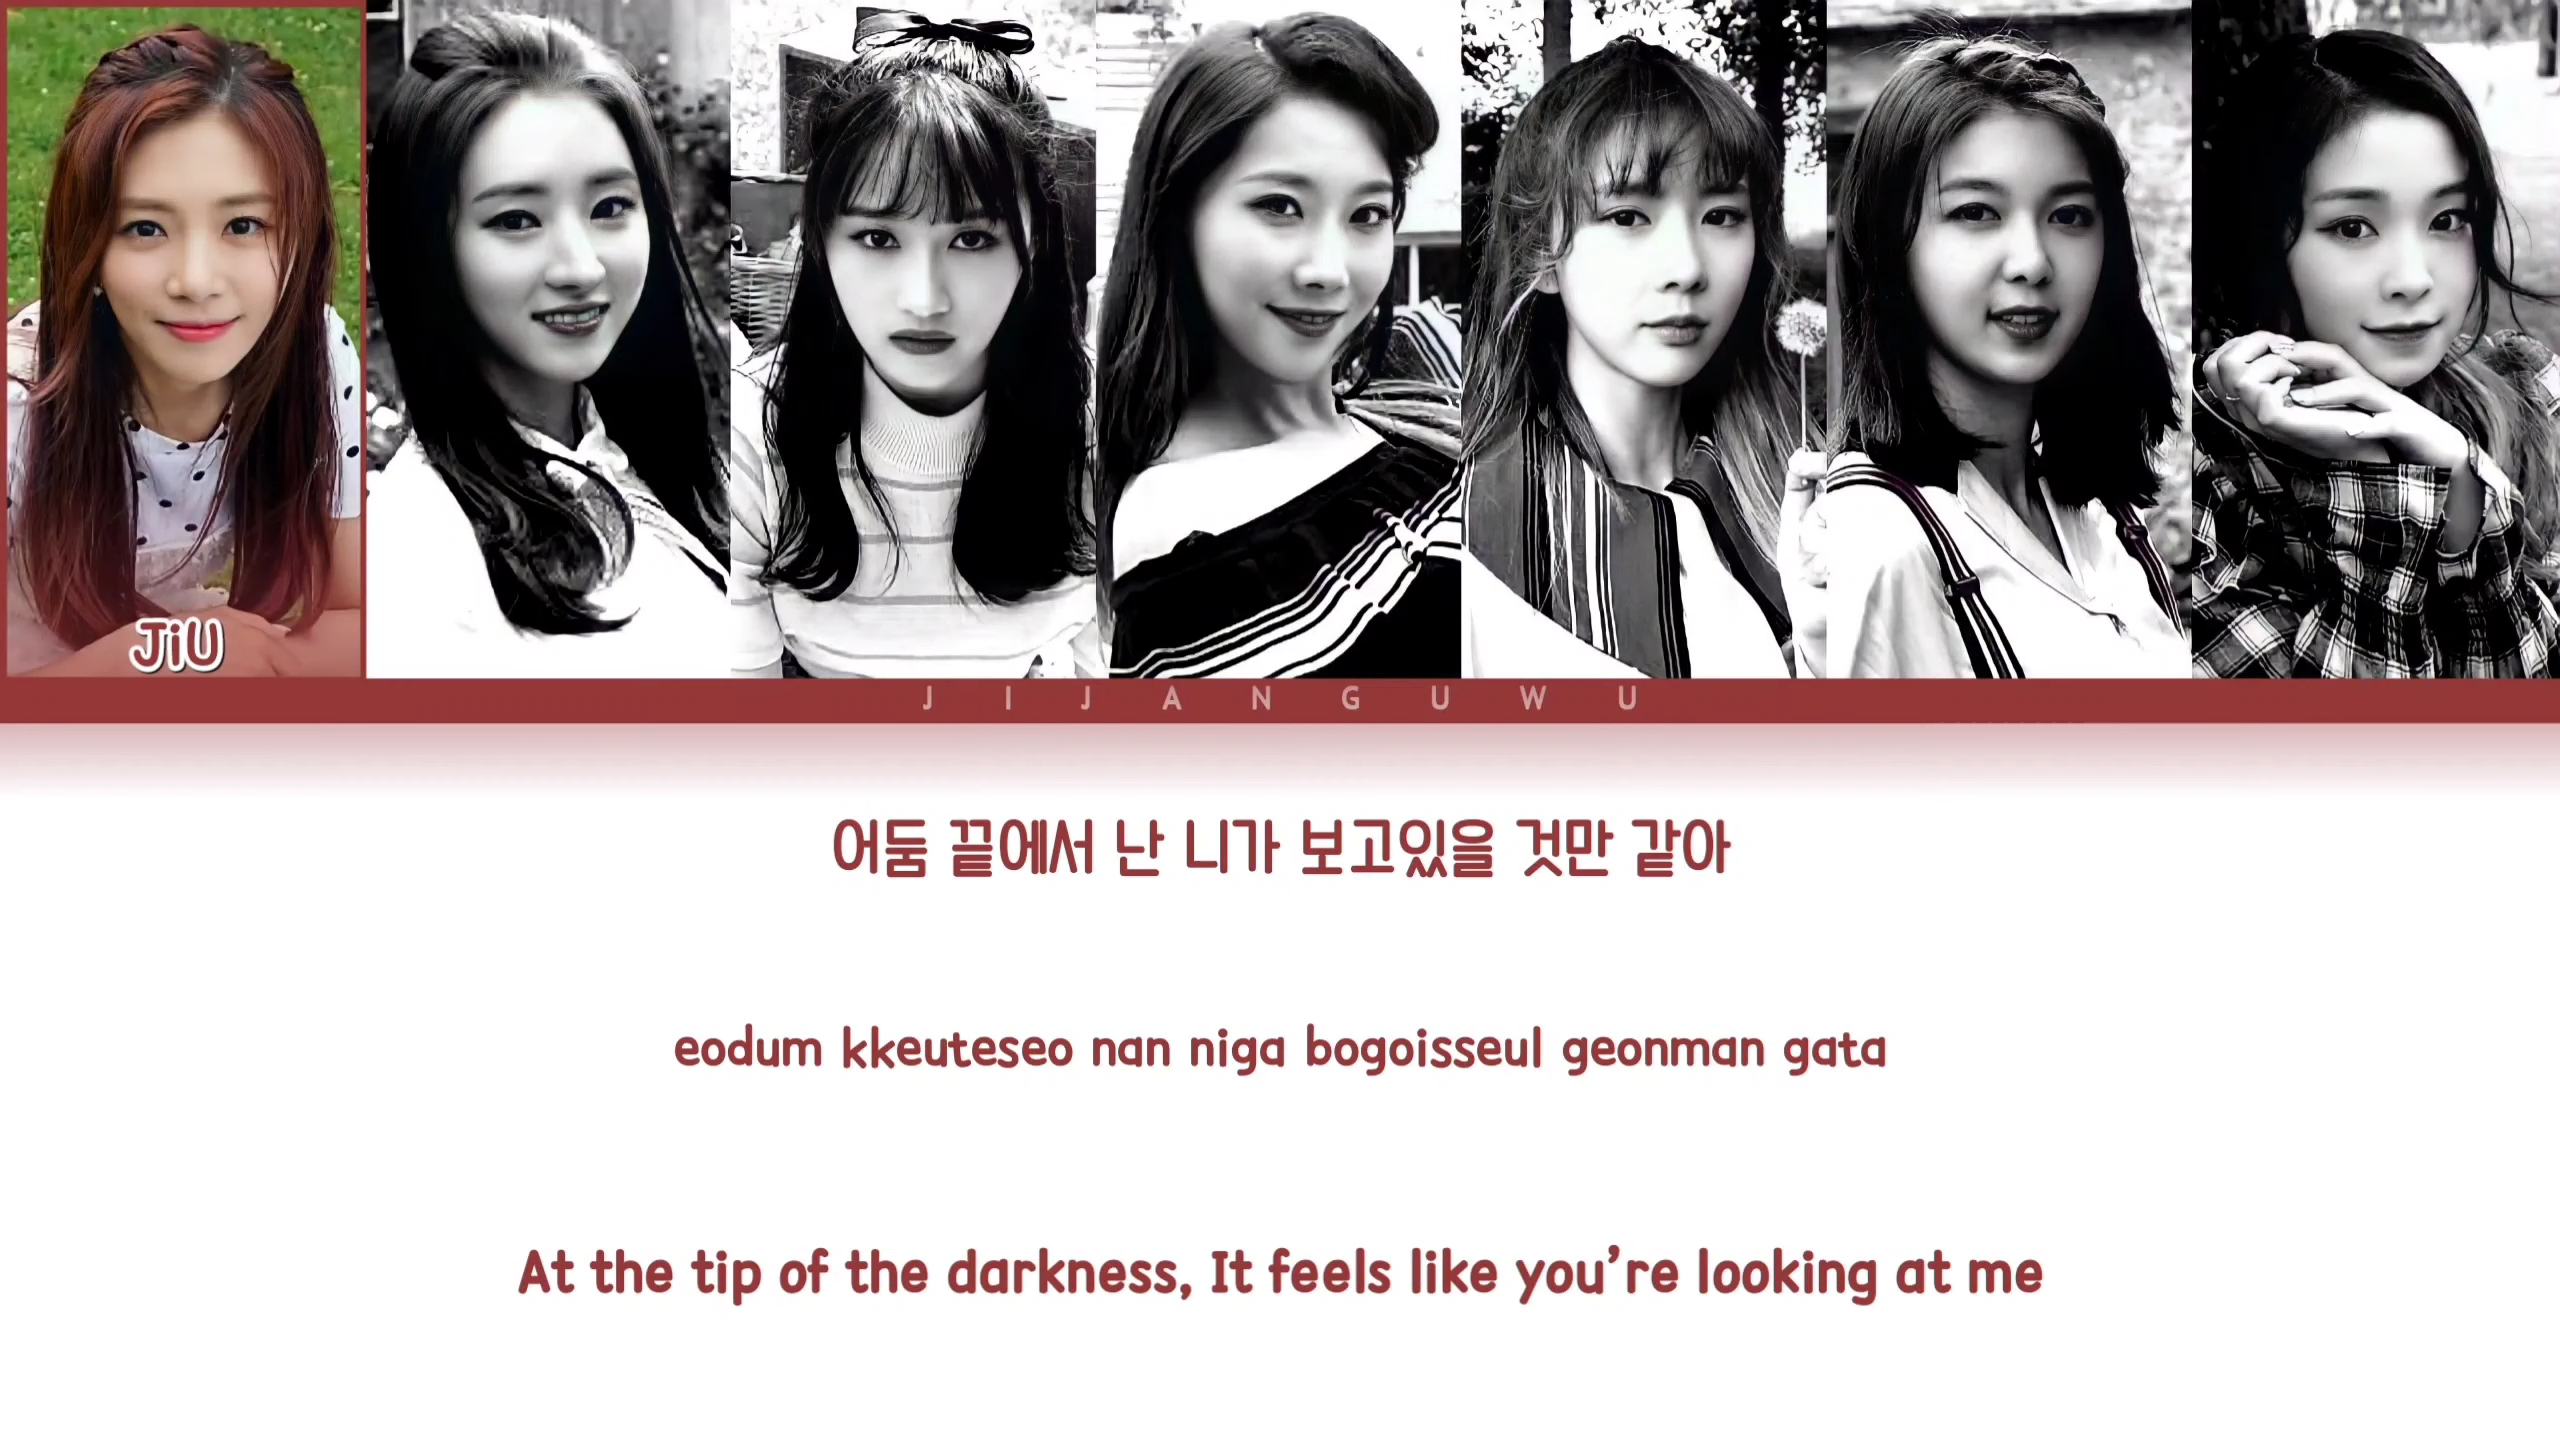 JiU
JIJANGUWU
어둠 끝에서 난 니가 보고있을 것만 같아
eodum kkeuteseo nan niga bogoisseul geonman gata
At the tip of the darkness, It feels like you're looking at me